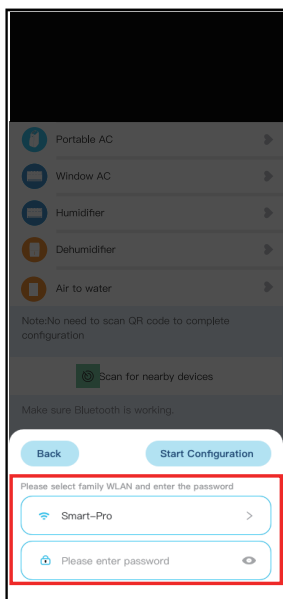 Portable AC
Window AC
Humidifier
Dehumidifier
Air to water
Note:No need to scan QR code to complete
configuration
Scan for nearby devices
Make sure Bluetooth is working.
Back
Start Configuration
Please select family WLAN and enter the password
Smart-Pro
Please enter password